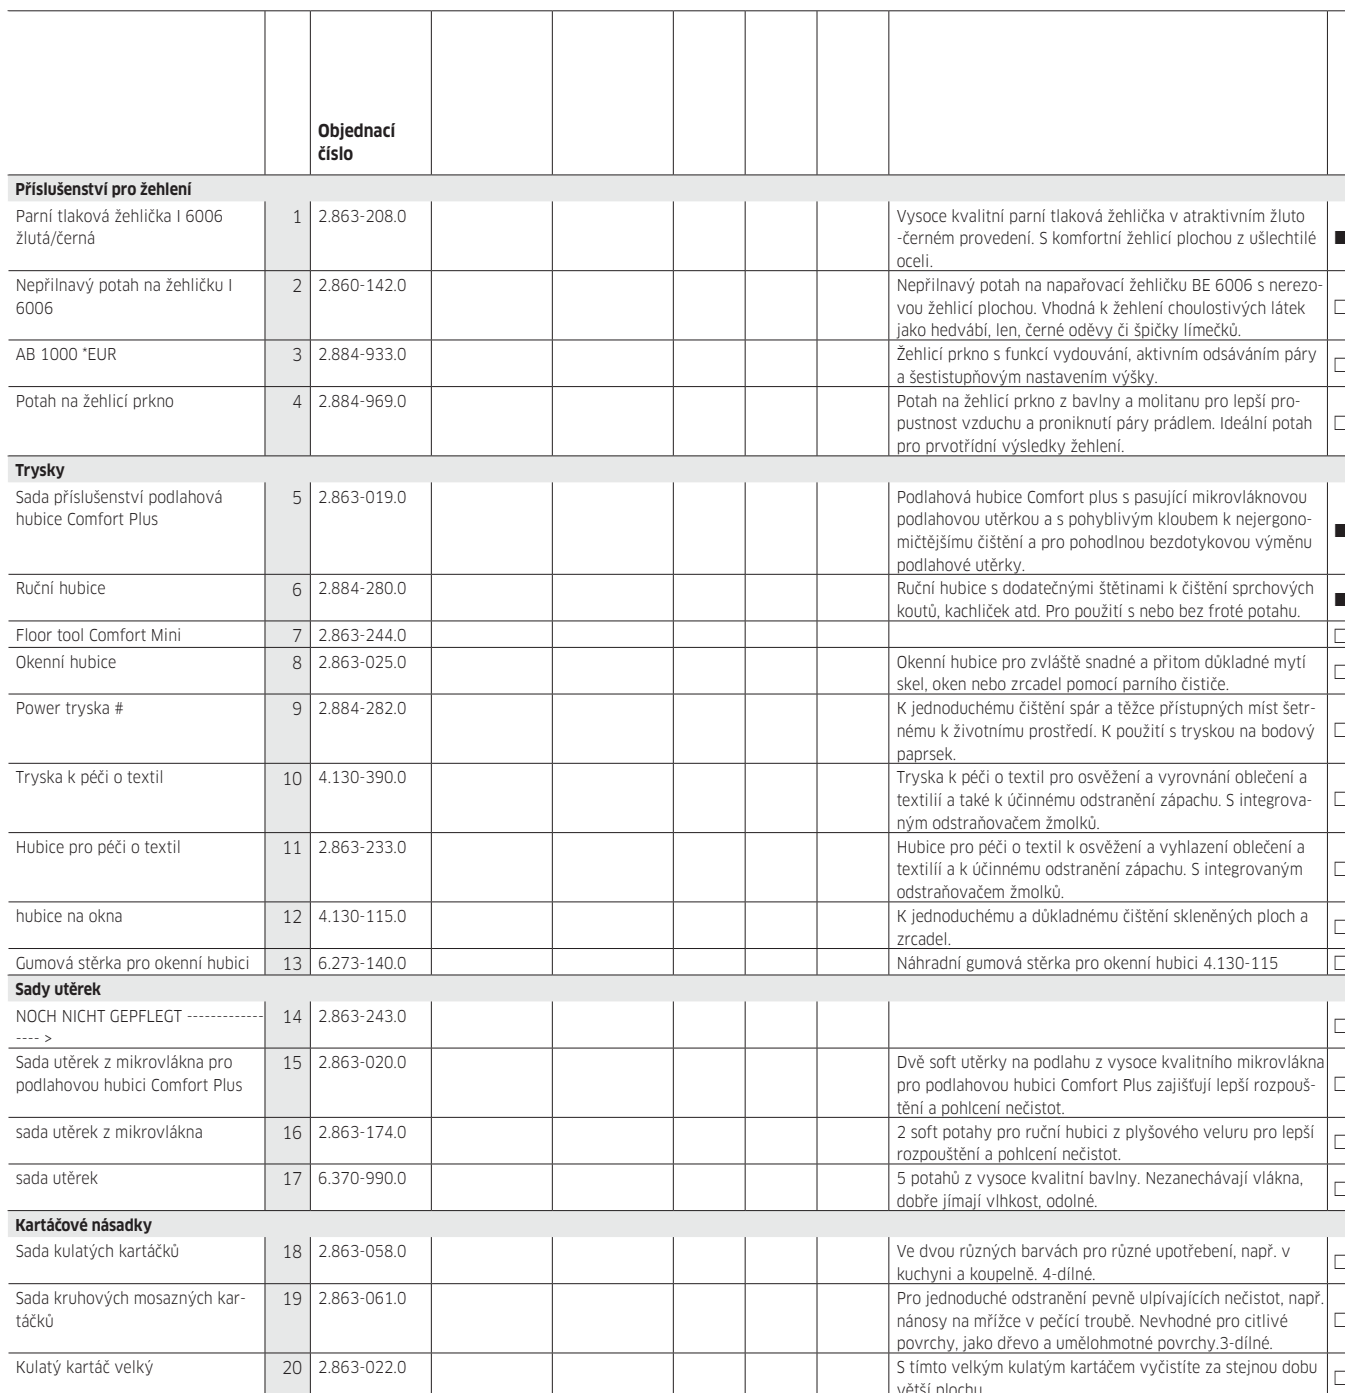 Objednací
číslo
Příslušenství pro žehlení
Parní tlaková žehlička I 6006
žlutá/černá
1 2.863-208.0
Vysoce kvalitní parní tlaková žehlička v atraktivním žluto
-černém provedení. S komfortní žehlicí plochou z ušlechtilé
oceli.
Nepřilnavý potah na žehličku I
6006
2 2.860-142.0
Nepřilnavý potah na napařovací žehličku BE 6006 s nerezo-
vou žehlicí plochou. Vhodná k žehlení choulostivých látek
jako hedvábí, len, černé oděvy či špičky límečků.
AB 1000 *EUR
3 2.884-933.0
Žehlicí prkno s funkcí vydouvání, aktivním odsáváním páry
a šestistupňovým nastavením výšky.
Potah na žehlicí prkno
4 2.884-969.0
Potah na žehlicí prkno z bavlny a molitanu pro lepší pro-
pustnost vzduchu a proniknutí páry prádlem. Ideální potah
pro prvotřídní výsledky žehlení.
Trysky
Sada příslušenství podlahová
hubice Comfort Plus
5 2.863-019.0
Podlahová hubice Comfort plus s pasující mikrovláknovou
podlahovou utěrkou a s pohyblivým kloubem k nejergono-
mičtějšímu čištění a pro pohodlnou bezdotykovou výměnu
podlahové utěrky.
Ruční hubice
6 2.884-280.0
Ruční hubice s dodatečnými štětinami k čištění sprchových
koutů, kachliček atd. Pro použití s nebo bez froté potahu.
Floor tool Comfort Mini
7 2.863-244.0
Okenní hubice
8 2.863-025.0
Okenní hubice pro zvláště snadné a přitom důkladné mytí
skel, oken nebo zrcadel pomocí parního čističe.
Power tryska #
9 2.884-282.0
K jednoduchému čištění spár a těžce přístupných míst šetr-
nému k životnímu prostředí. K použití s tryskou na bodový
paprsek.
Tryska k péči o textil
10 4.130-390.0
Tryska k péči o textil pro osvěžení a vyrovnání oblečení a
textilií a také k účinnému odstranění zápachu. S integrova-
ným odstraňovačem žmolků.
Hubice pro péči o textil
11 2.863-233.0
Hubice pro péči o textil k osvěžení a vyhlazení oblečení a
textilíí a k účinnému odstranění zápachu. S integrovaným
odstraňovačem žmolků.
hubice na okna
12 4.130-115.0
K jednoduchému a důkladnému čištění skleněných ploch a
zrcadel.
Gumová stěrka pro okenní hubici
13 6.273-140.0
Náhradní gumová stěrka pro okenní hubici 4.130-115
Sady utěrek
NOCH NICHT GEPFLEGT -------------
---- >
14 2.863-243.0
Sada utěrek z mikrovlákna pro
podlahovou hubici Comfort Plus
15 2.863-020.0
Dvě soft utěrky na podlahu z vysoce kvalitního mikrovlákna
pro podlahovou hubici Comfort Plus zajišťují lepší rozpouš-
tění a pohlcení nečistot.
sada utěrek z mikrovlákna
16 2.863-174.0
2 soft potahy pro ruční hubici z plyšového veluru pro lepší
rozpouštění a pohlcení nečistot.
sada utěrek
17 6.370-990.0
5 potahů z vysoce kvalitní bavlny. Nezanechávají vlákna,
dobře jímají vlhkost, odolné.
Kartáčové násadky
Sada kulatých kartáčků
18 2.863-058.0
Ve dvou různých barvách pro různé upotřebení, např. v
kuchyni a koupelně. 4-dílné.
Sada kruhových mosazných kar-
táčků
19 2.863-061.0
Pro jednoduché odstranění pevně ulpívajících nečistot, např.
nánosy na mřížce v pečící troubě. Nevhodné pro citlivé
povrchy, jako dřevo a umělohmotné povrchy.3-dílné.
Kulatý kartáč velký
20 2.863-022.0
S tímto velkým kulatým kartáčem vyčistíte za stejnou dobu
větší plochu.